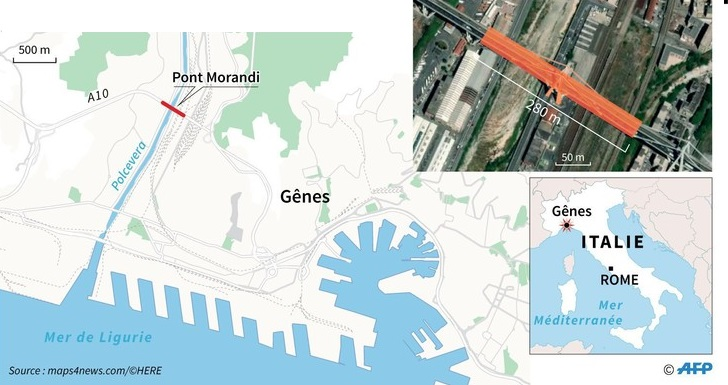 500 m
Pont Morandi
A10
Polcevera
Gênes
Mer de Ligurie
Source : maps4news.com/©HERE
280 m
50 m
Gênes
ITALIE
ROME
Mer
Méditerranée
© AFP